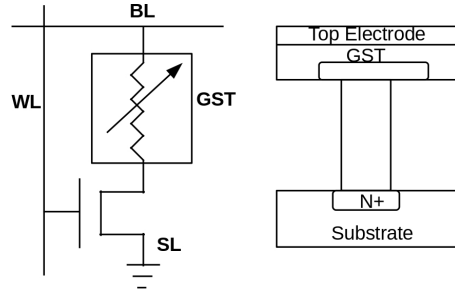 BL
WL
GST
SL
Top Electrode
GST
N+
Substrate